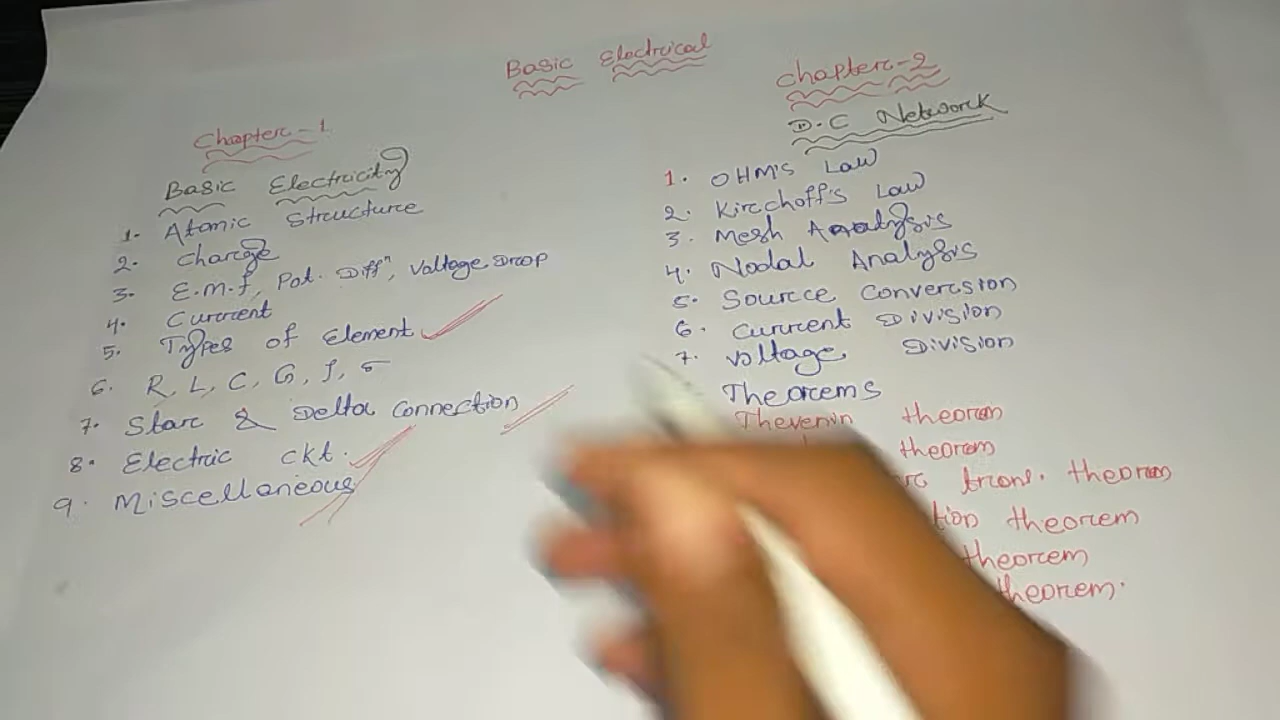 Basic Electrical
Chapter-1
Basic Electricity
1. Atomic Structure
2. Charge
3. E.M.f, Pot. Diffⁿ, Voltage Drop
4. Current
5. Types of Element
6. R, L, C, G, ρ, σ
7. Star & Delta Connection
8. Electric ckt.
9. Miscellaneous
Chapter-2
D.C Network
1. OHM'S Law
2. Kircchoff's Law
3. Mesh Analysis
4. Nodal Analysis
5. Source Conversion
6. Current Division
7. Voltage Division
Theorems
Thevenin theorem
theorem
trans. theorem
theorem
theorem
theorem.